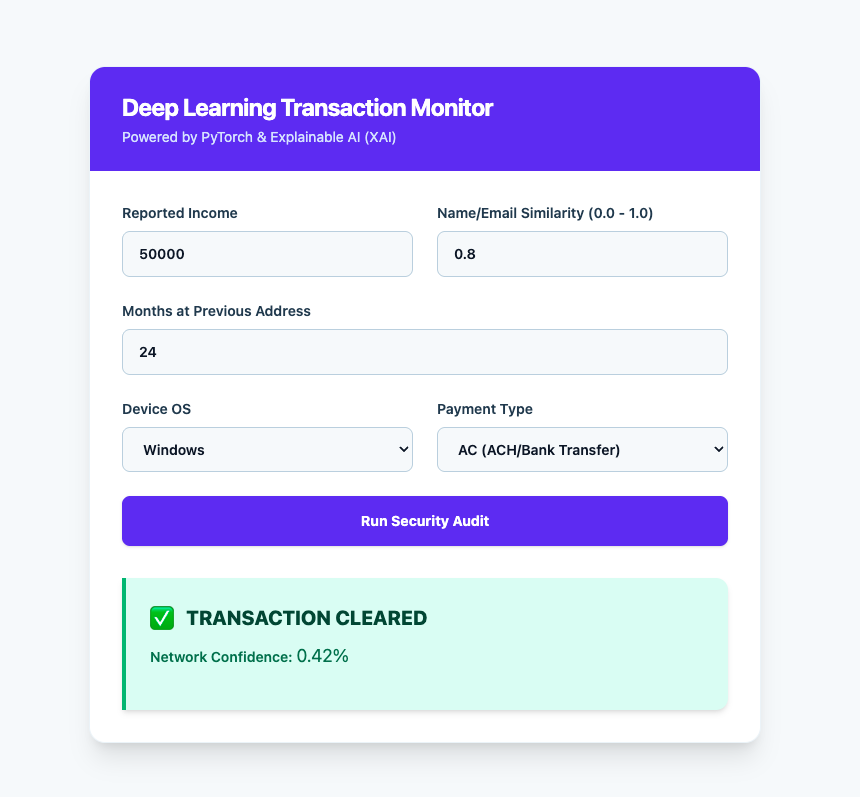 Deep Learning Transaction Monitor
Powered by PyTorch & Explainable AI (XAI)
Reported Income
Name/Email Similarity (0.0 - 1.0)
50000
0.8
Months at Previous Address
24
Device OS
Payment Type
Windows
AC (ACH/Bank Transfer)
Run Security Audit
✅ TRANSACTION CLEARED
Network Confidence: 0.42%